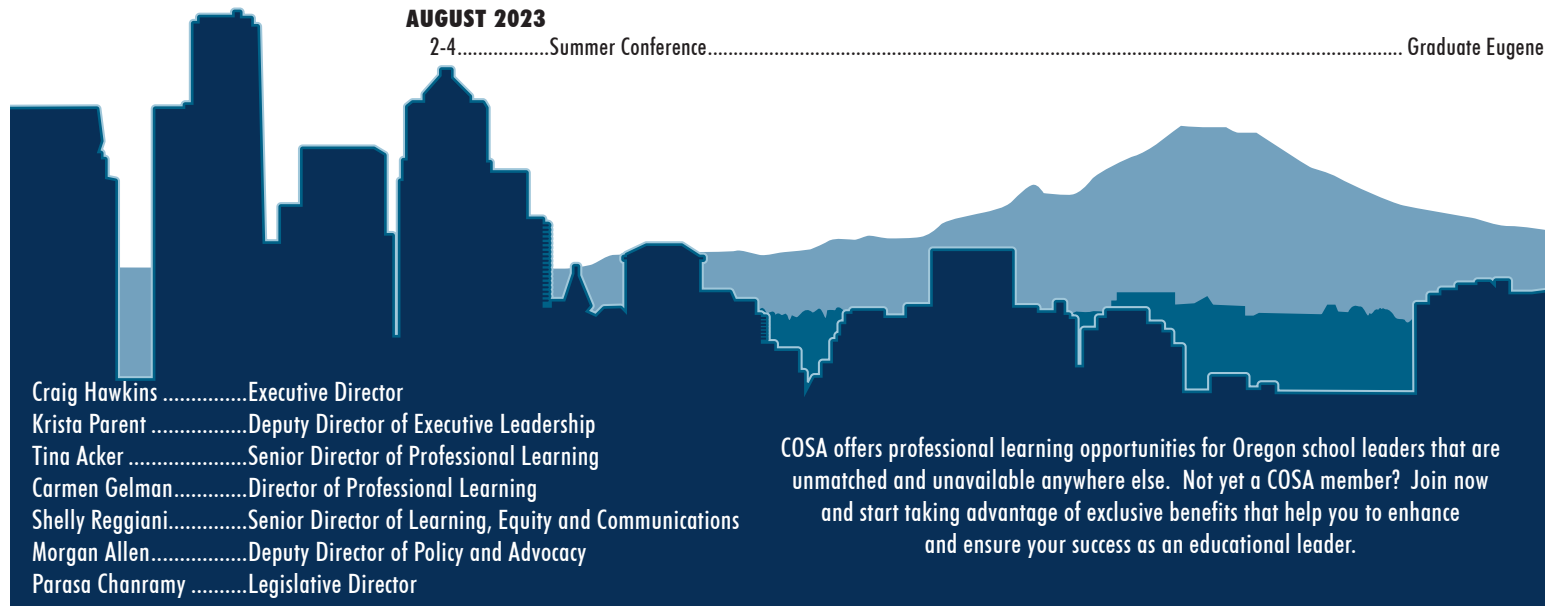 AUGUST 2023
2-4.................Summer Conference.................................................................................................................................. Graduate Eugene
Craig Hawkins ..............Executive Director
Krista Parent ................Deputy Director of Executive Leadership
Tina Acker ....................Senior Director of Professional Learning
Carmen Gelman............Director of Professional Learning
Shelly Reggiani.............Senior Director of Learning, Equity and Communications
Morgan Allen................Deputy Director of Policy and Advocacy
Parasa Chanramy .........Legislative Director
COSA offers professional learning opportunities for Oregon school leaders that are
unmatched and unavailable anywhere else. Not yet a COSA member? Join now
and start taking advantage of exclusive benefits that help you to enhance
and ensure your success as an educational leader.